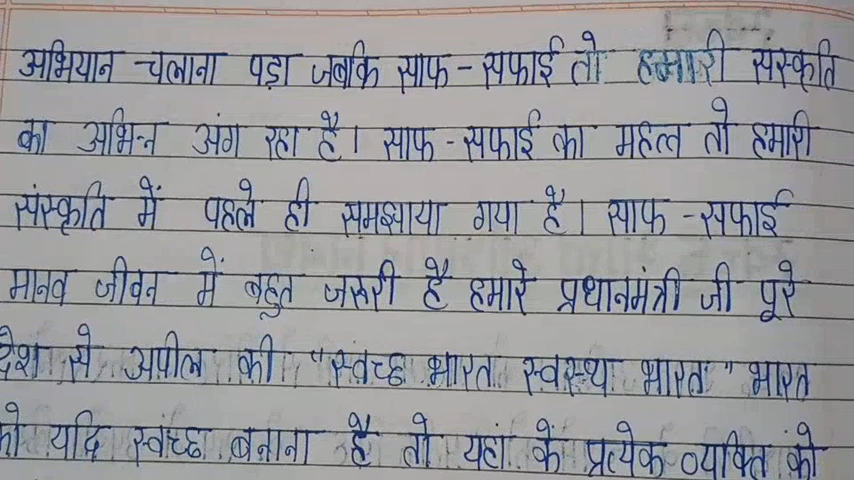 अभियान चलाना पड़ा जबकि साफ-सफाई तो हमारी संस्कृति
का अभिन्न अंग रहा है। साफ-सफाई का महत्व तो हमारी
संस्कृति में पहले ही समझाया गया है। साफ-सफाई
मानव जीवन में बहुत जरुरी है हमारे प्रधानमंत्री जी पूरे
देश से अपील की "स्वच्छ भारत स्वस्थ भारत" भारत
को यदि स्वच्छ बनाना है तो यहां के प्रत्येक व्यक्ति को